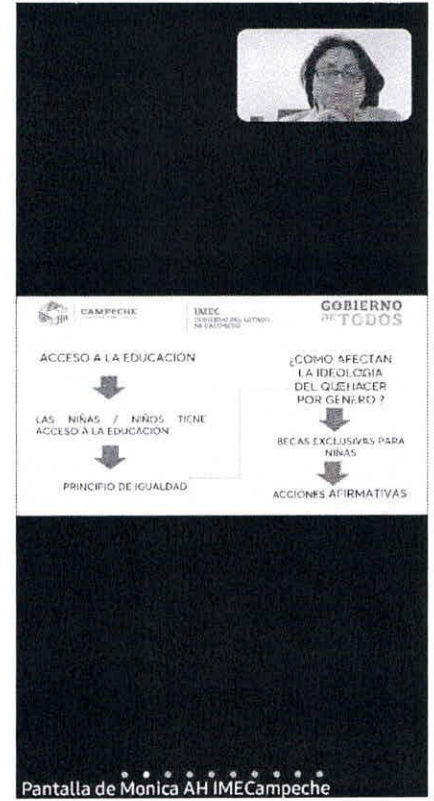 CAMPECHE
IMEC
GOBIERNO
DE TODOS
ACCESO A LA EDUCACIÓN
LAS NIÑAS / NIÑOS TIENE
ACCESO A LA EDUCACIÓN
PRINCIPIO DE IGUALDAD
¿COMO AFECTAN
LA IDEOLOGIA
DEL QUEHACER
POR GENERO ?
BECAS EXCLUSIVAS PARA
NIÑAS
ACCIONES AFIRMATIVAS
Pantalla de Monica AH IMECampeche